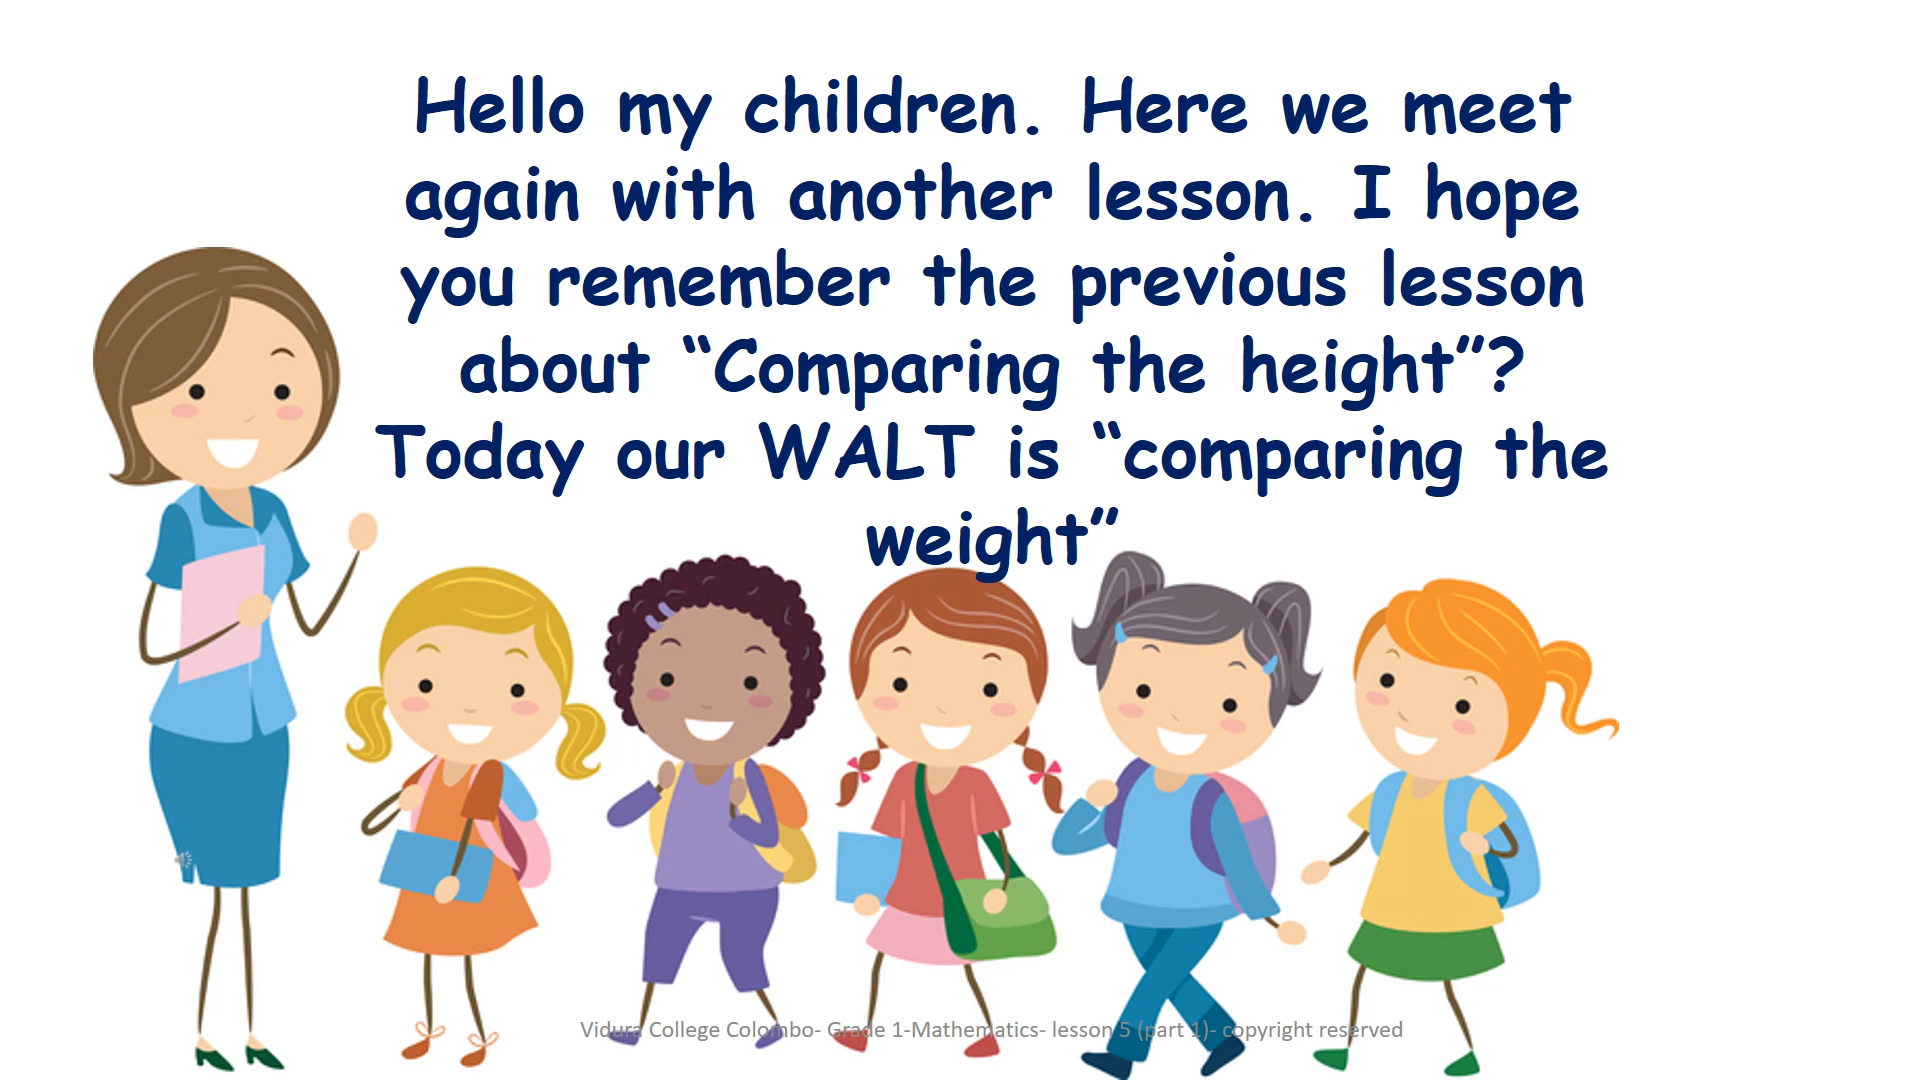 Hello my children. Here we meet
again with another lesson. I hope
you remember the previous lesson
about “Comparing the height”?
Today our WALT is “comparing the
weight”
Vidura College Colombo- Grade 1-Mathematics- lesson 5 (part 1)- copyright reserved